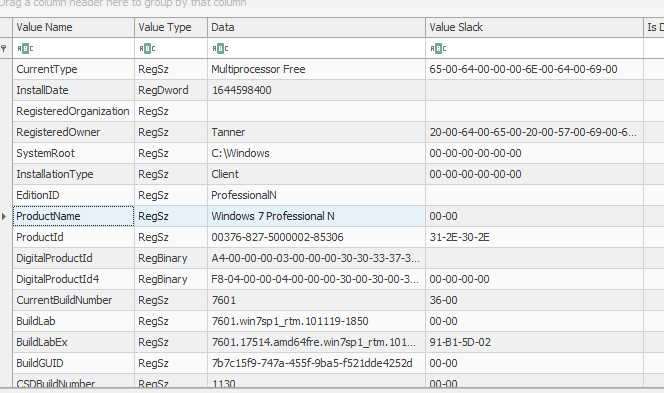 Drag a column header here to group by that column
Value Name Value Type Data Value Slack Is D
ABC ABC ABC ABC
CurrentType RegSz Multiprocessor Free 65-00-64-00-00-00-6E-00-64-00-69-00
InstallDate RegDword 1644598400
RegisteredOrganization RegSz
RegisteredOwner RegSz Tanner 20-00-64-00-65-00-20-00-57-00-69-00-6...
SystemRoot RegSz C:\Windows 00-00-00-00-00-00
InstallationType RegSz Client 00-00-00-00-00-00
EditionID RegSz ProfessionalN
ProductName RegSz Windows 7 Professional N 00-00
ProductId RegSz 00376-827-5000002-85306 31-2E-30-2E
DigitalProductId RegBinary A4-00-00-00-03-00-00-00-30-30-33-37-3...
DigitalProductId4 RegBinary F8-04-00-00-04-00-00-00-30-00-30-00-3... 00-00-00-00
CurrentBuildNumber RegSz 7601 36-00
BuildLab RegSz 7601.win7sp1_rtm.101119-1850 00-00
BuildLabEx RegSz 7601.17514.amd64fre.win7sp1_rtm.101... 91-B1-5D-02
BuildGUID RegSz 7b7c15f9-747a-455f-9ba5-f521dde4252d 00-00
CSDBuildNumber RegSz 1130 00-00